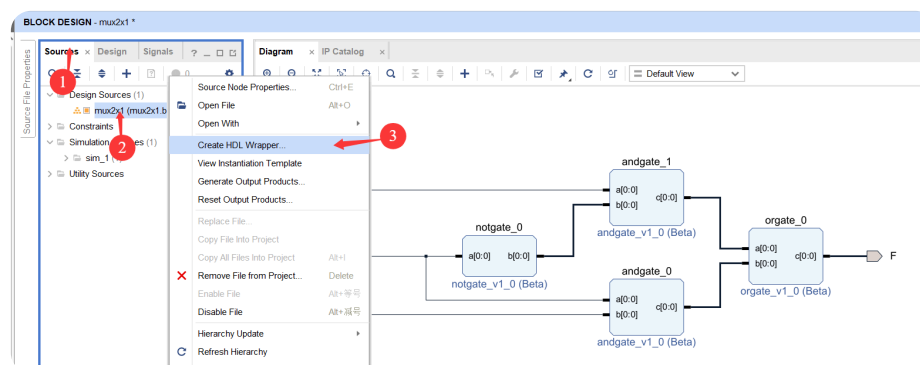 BLOCK DESIGN - mux2x1 *
Source File Properties
Sources × Design Signals ? _
Diagram × IP Catalog ×
1
0
Default View
Design Sources (1)
mux2x1 (mux2x1.b
2
Constraints
Simulation es (1)
sim_1
Utility Sources
Source Node Properties... Ctrl+E
Open File Alt+O
Open With
Create HDL Wrapper...
3
View Instantiation Template
Generate Output Products...
Reset Output Products...
Replace File...
Copy File Into Project
Copy All Files Into Project Alt+I
Remove File from Project... Delete
Enable File Alt+等号
Disable File Alt+减号
Hierarchy Update
Refresh Hierarchy
andgate_1
a[0:0]
b[0:0]
c[0:0]
andgate_v1_0 (Beta)
notgate_0
a[0:0] b[0:0]
notgate_v1_0 (Beta)
andgate_0
a[0:0]
b[0:0]
c[0:0]
andgate_v1_0 (Beta)
orgate_0
a[0:0]
b[0:0]
c[0:0]
orgate_v1_0 (Beta)
F